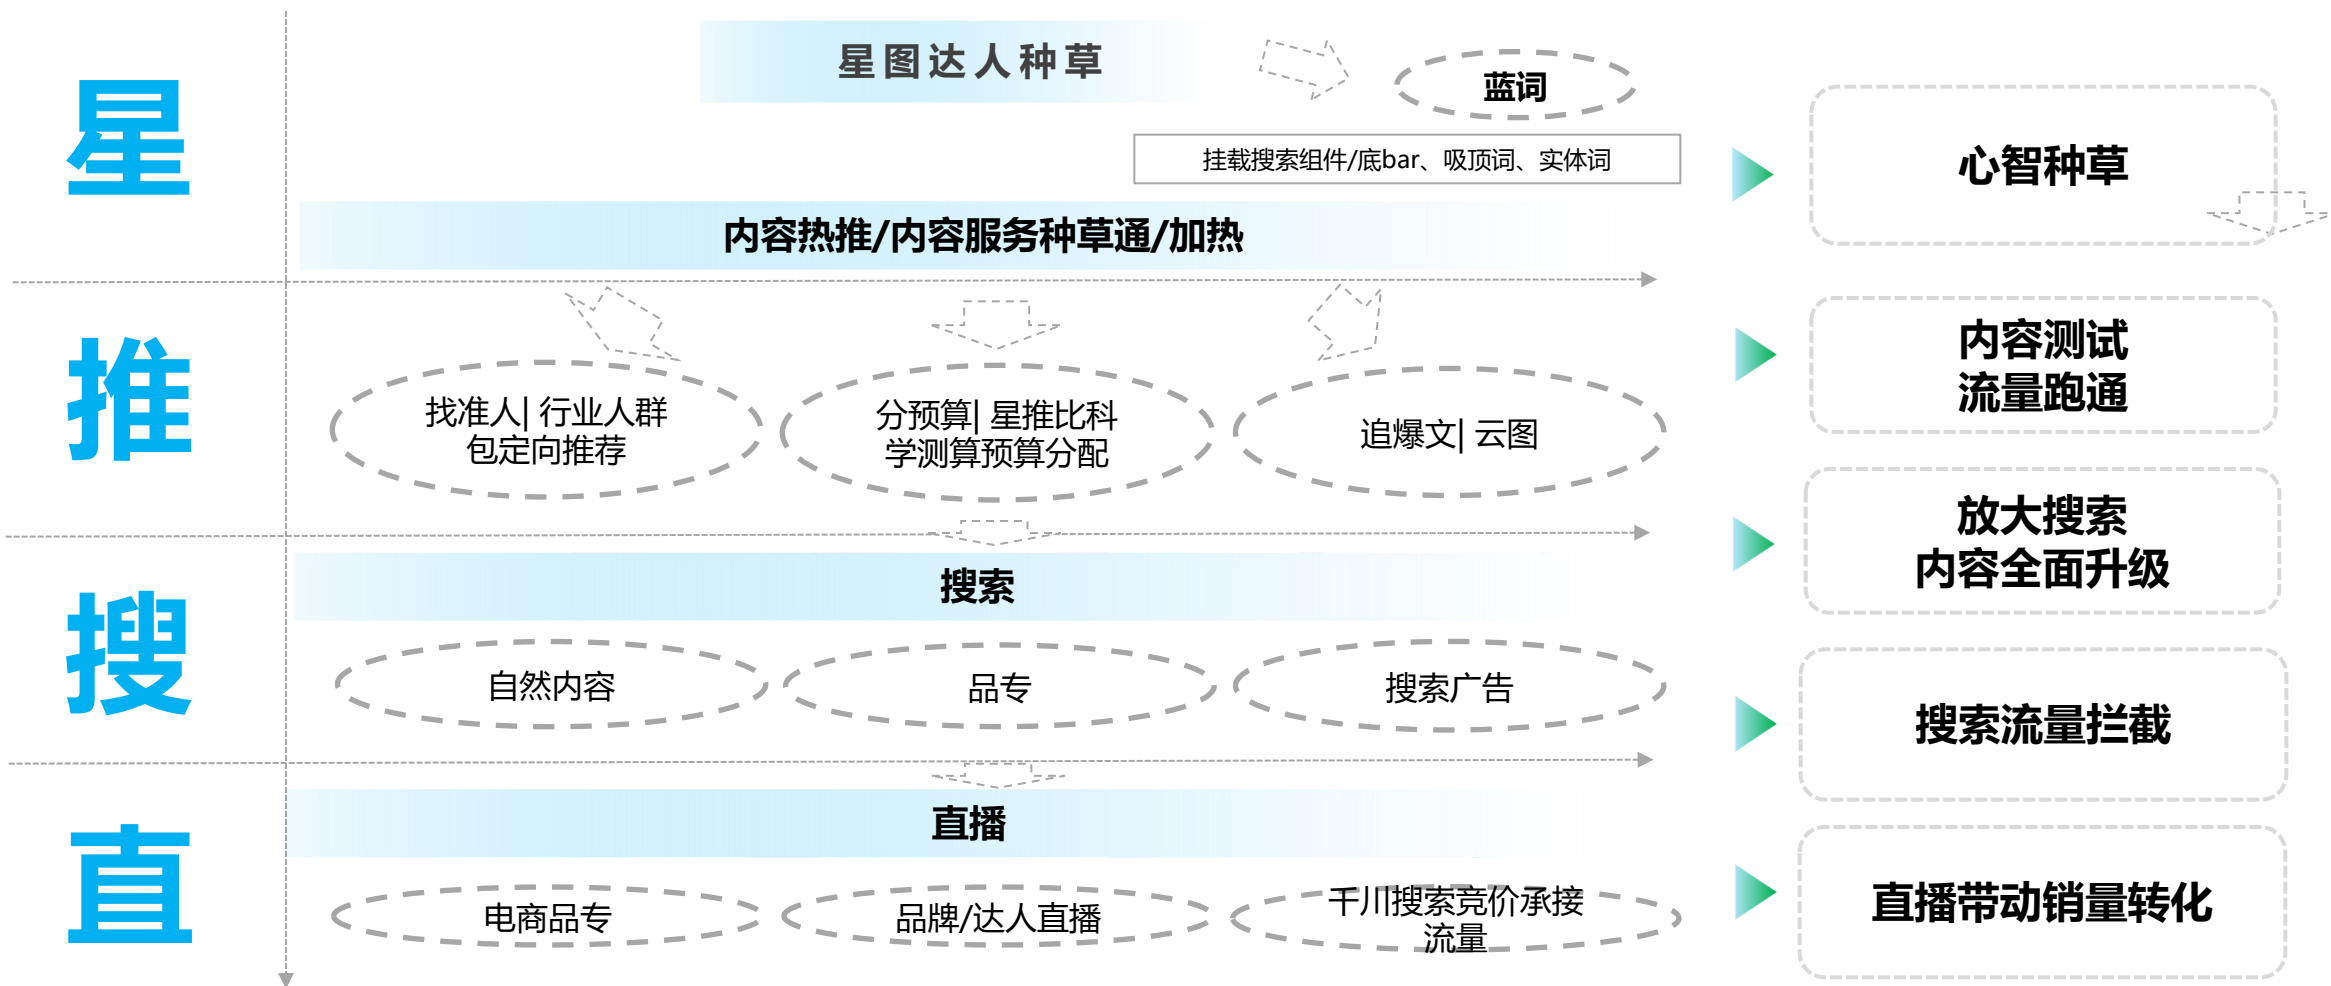 星
星图达人种草
蓝词
挂载搜索组件/底bar、吸顶词、实体词
内容热推/内容服务种草通/加热
心智种草
推
找准人| 行业人群
包定向推荐
分预算| 星推比科
学测算预算分配
追爆文| 云图
内容测试
流量跑通
搜
搜索
自然内容
品专
搜索广告
放大搜索
内容全面升级
搜索流量拦截
直
直播
电商品专
品牌/达人直播
千川搜索竞价承接
流量
直播带动销量转化